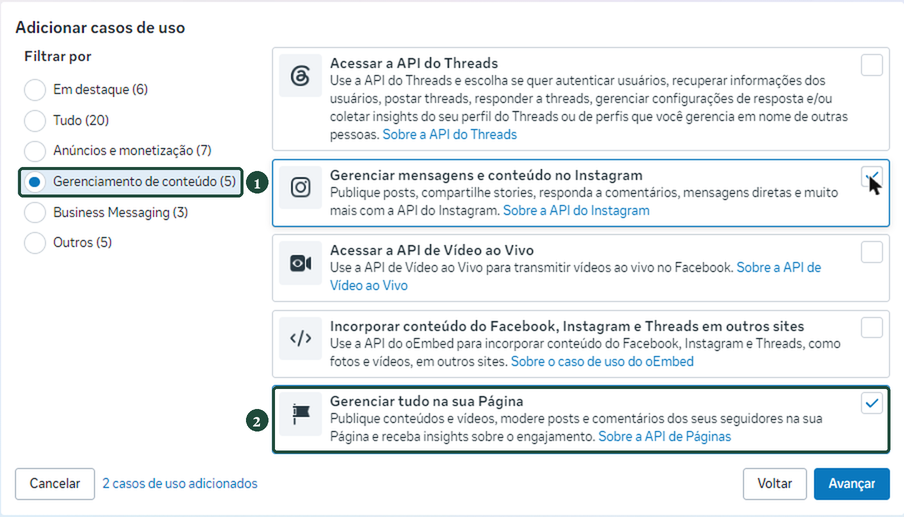 Adicionar casos de uso
Filtrar por
Em destaque (6)
Tudo (20)
Anúncios e monetização (7)
Gerenciamento de conteúdo (5)
1
Business Messaging (3)
Outros (5)
Acessar a API do Threads
Use a API do Threads e escolha se quer autenticar usuários, recuperar informações dos
usuários, postar threads, responder a threads, gerenciar configurações de resposta e/ou
coletar insights do seu perfil do Threads ou de perfis que você gerencia em nome de outras
pessoas. Sobre a API do Threads
Gerenciar mensagens e conteúdo no Instagram
Publique posts, compartilhe stories, responda a comentários, mensagens diretas e muito
mais com a API do Instagram. Sobre a API do Instagram
Acessar a API de Vídeo ao Vivo
Use a API de Vídeo ao Vivo para transmitir vídeos ao vivo no Facebook. Sobre a API de
Vídeo ao Vivo
Incorporar conteúdo do Facebook, Instagram e Threads em outros sites
Use a API do oEmbed para incorporar conteúdo do Facebook, Instagram e Threads, como
fotos e vídeos, em outros sites. Sobre o caso de uso do oEmbed
2
Gerenciar tudo na sua Página
Publique conteúdos e vídeos, modere posts e comentários dos seus seguidores na sua
Página e receba insights sobre o engajamento. Sobre a API de Páginas
Cancelar
2 casos de uso adicionados
Voltar
Avançar